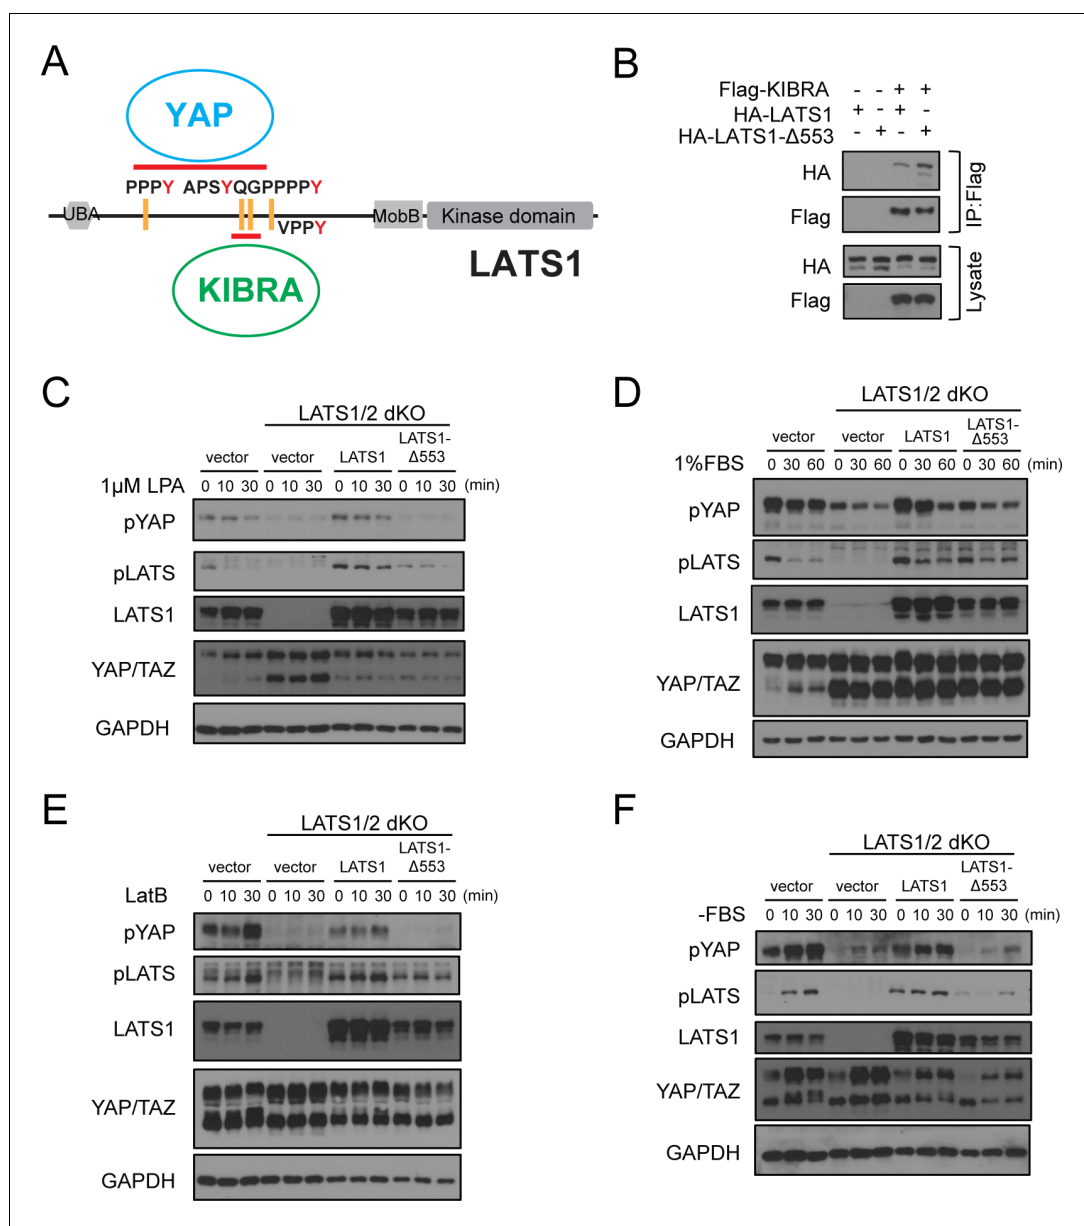 A
YAP
PPPY APSYQGPPPPY
UBA
MobB
Kinase domain
VPPY
LATS1
KIBRA
B
Flag-KIBRA - - + +
HA-LATS1 + - + -
HA-LATS1-Δ553 - + - +
HA
Flag
IP:Flag
HA
Flag
Lysate
C
LATS1/2 dKO
vector vector LATS1 LATS1-
Δ553
1µM LPA 0 10 30 0 10 30 0 10 30 0 10 30 (min)
pYAP
pLATS
LATS1
YAP/TAZ
GAPDH
D
LATS1/2 dKO
vector vector LATS1 LATS1-
Δ553
1%FBS 0 30 60 0 30 60 0 30 60 0 30 60 (min)
pYAP
pLATS
LATS1
YAP/TAZ
GAPDH
E
LATS1/2 dKO
vector vector LATS1 LATS1-
Δ553
LatB 0 10 30 0 10 30 0 10 30 0 10 30 (min)
pYAP
pLATS
LATS1
YAP/TAZ
GAPDH
F
LATS1/2 dKO
vector vector LATS1 LATS1-
Δ553
-FBS 0 10 30 0 10 30 0 10 30 0 10 30 (min)
pYAP
pLATS
LATS1
YAP/TAZ
GAPDH